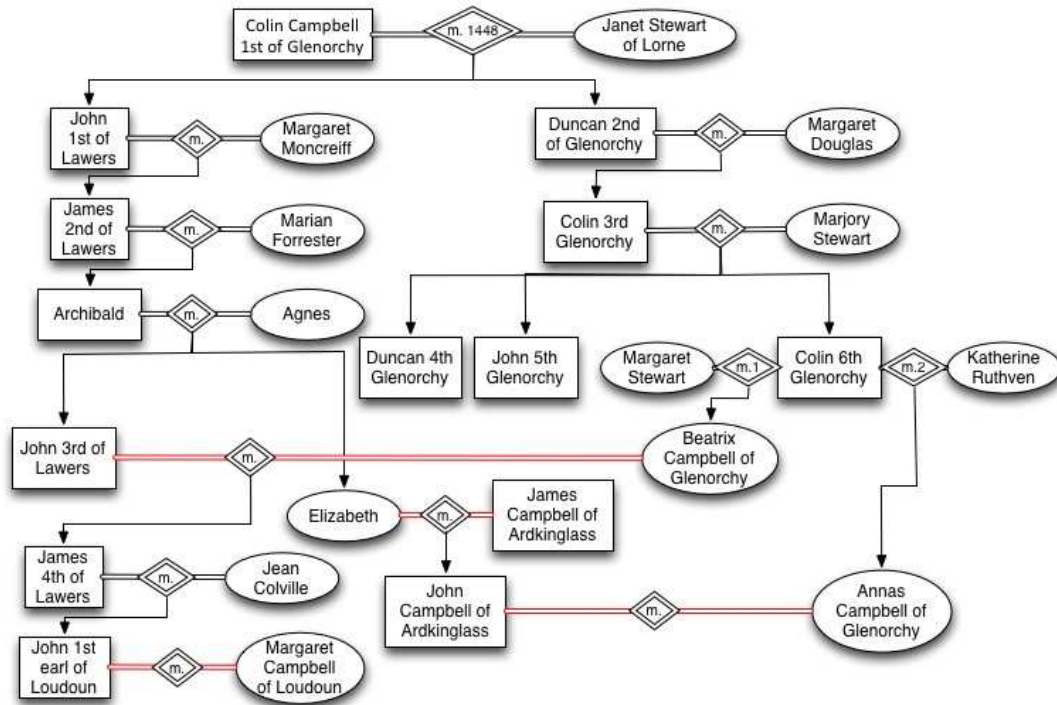 Colin Campbell
1st of Glenorchy
m. 1448
Janet Stewart
of Lorne
John
1st of
Lawers
m.
Margaret
Moncreiff
Duncan 2nd
of Glenorchy
m.
Margaret
Douglas
James
2nd of
Lawers
m.
Marian
Forrester
Colin 3rd
Glenorchy
m.
Marjory
Stewart
Archibald
m.
Agnes
Duncan 4th
Glenorchy
John 5th
Glenorchy
Margaret
Stewart
m.1
Colin 6th
Glenorchy
m.2
Katherine
Ruthven
John 3rd of
Lawers
m.
Beatrix
Campbell of
Glenorchy
Elizabeth
m.
James
Campbell of
Ardkinglass
James
4th of
Lawers
m.
Jean
Colville
John
Campbell of
Ardkinglass
m.
Annas
Campbell of
Glenorchy
John 1st
earl of
Loudoun
m.
Margaret
Campbell
of Loudoun